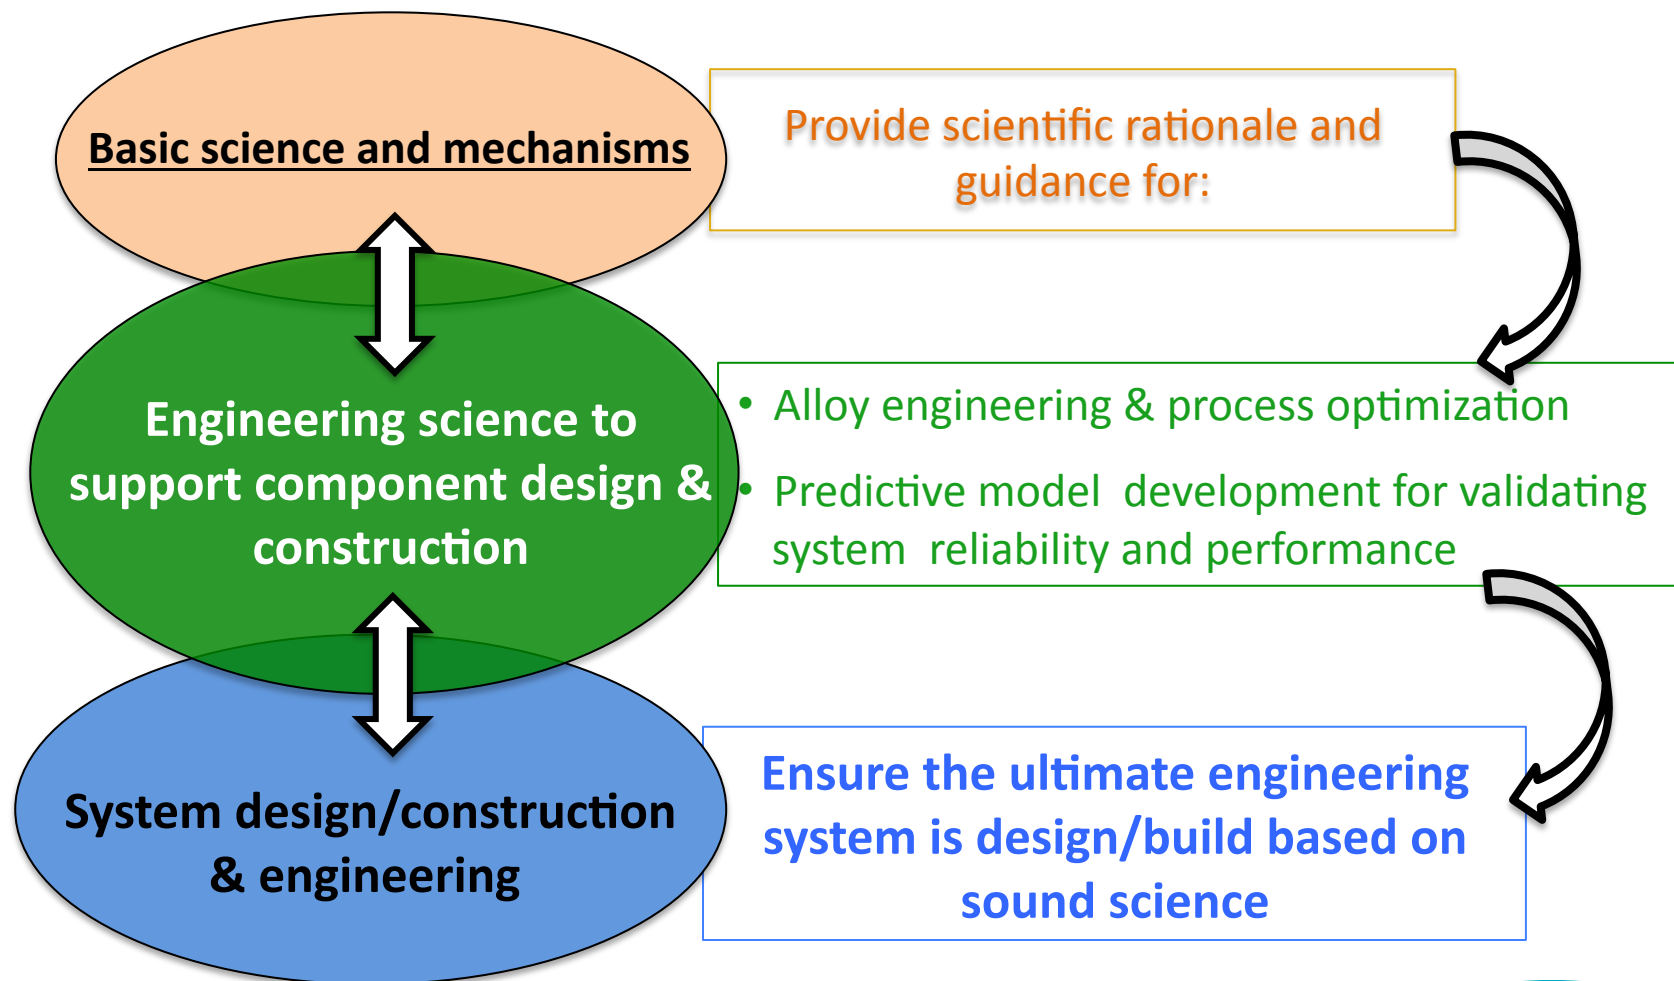 Basic science and mechanisms
Provide scientific rationale and
guidance for:
Engineering science to
support component design &
construction
• Alloy engineering & process optimization
• Predictive model development for validating
system reliability and performance
System design/construction
& engineering
Ensure the ultimate engineering
system is design/build based on
sound science